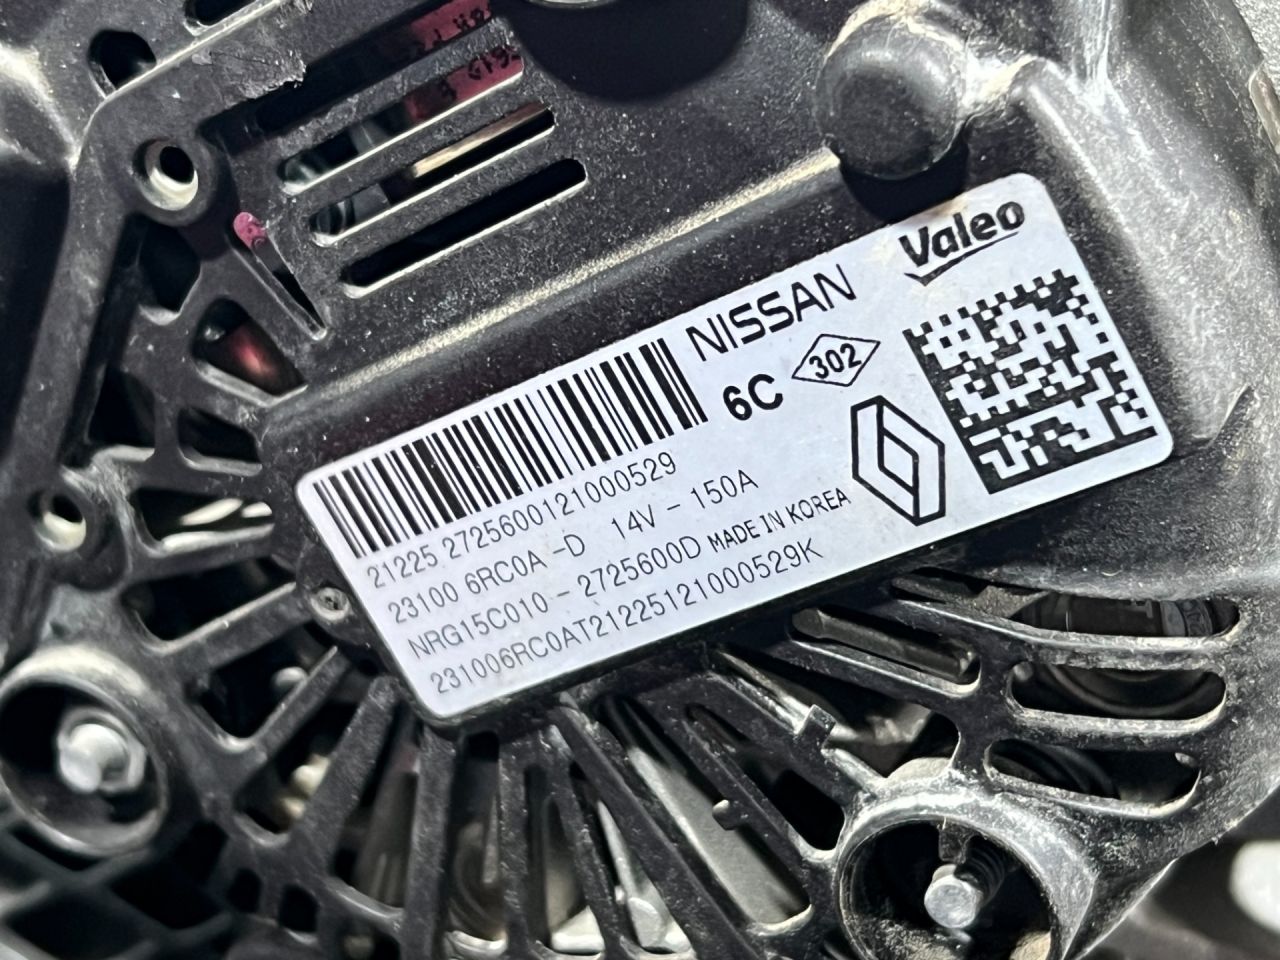 Valeo
NISSAN
6C 302
21225 2725600121000529
23100 6RC0A -D 14V - 150A
NRG15C010 - 2725600D MADE IN KOREA
231006RC0AT21225121000529K